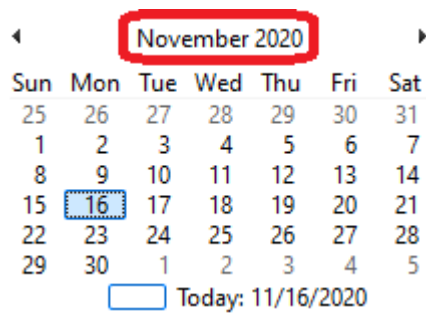 November 2020
Sun Mon Tue Wed Thu Fri Sat
25 26 27 28 29 30 31
1 2 3 4 5 6 7
8 9 10 11 12 13 14
15 16 17 18 19 20 21
22 23 24 25 26 27 28
29 30 1 2 3 4 5
Today: 11/16/2020